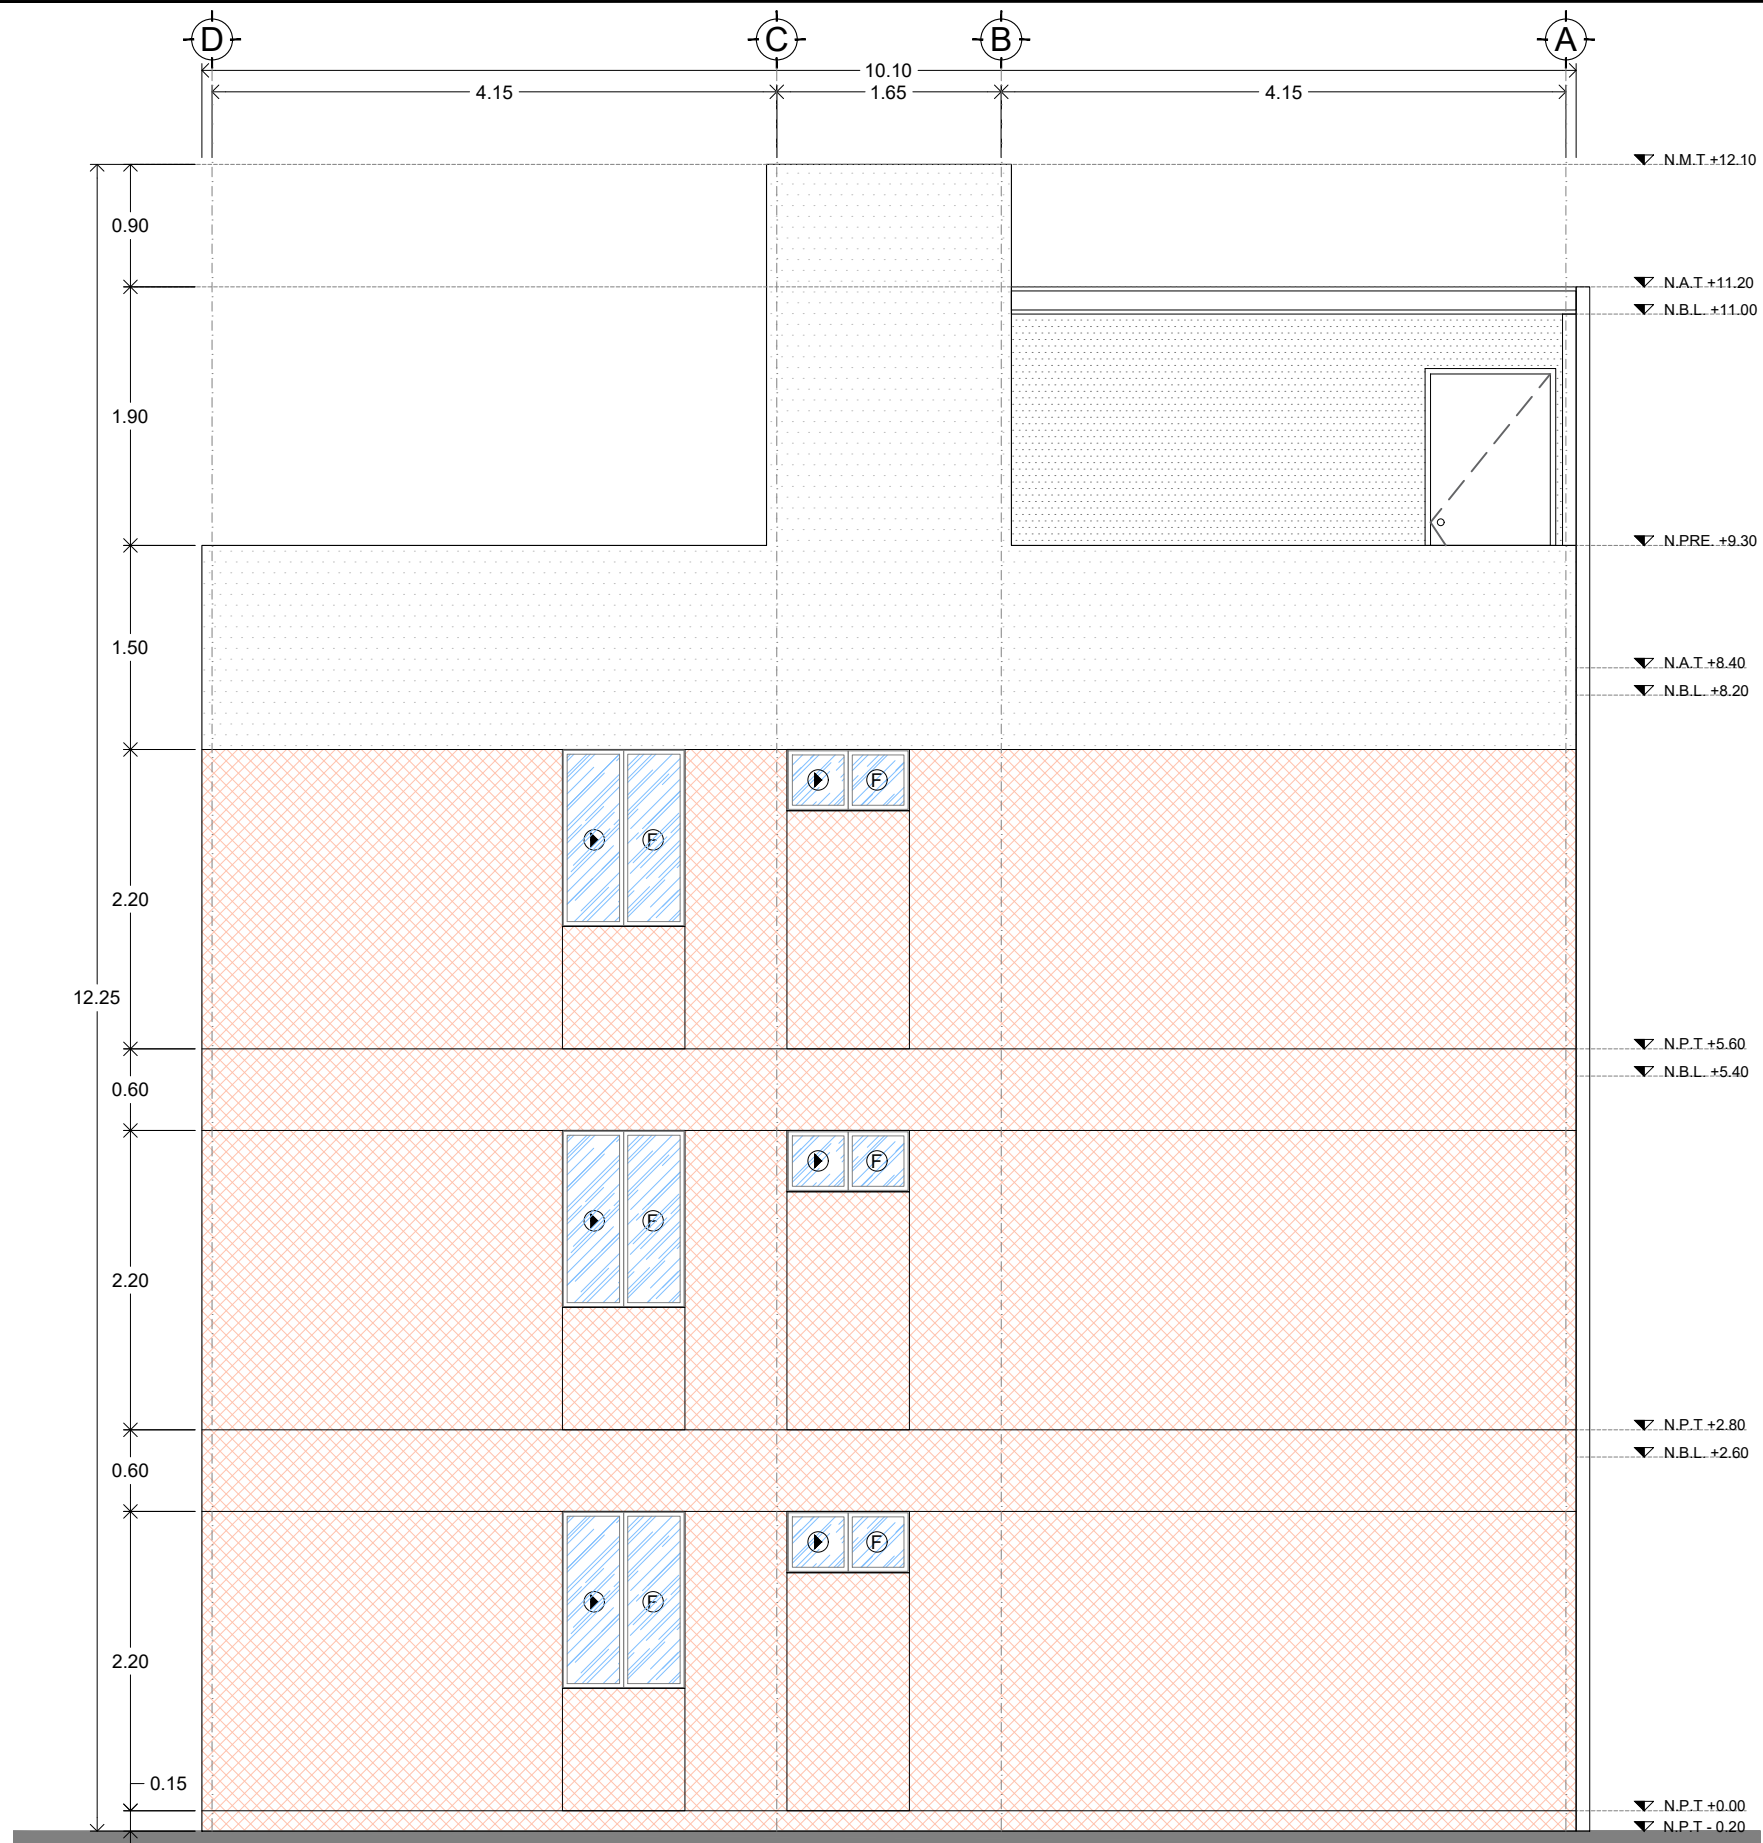 D C B A
10.10
4.15 1.65 4.15
N.M.T +12.10
0.90
N.A.T +11.20
N.B.L. +11.00
1.90
N.PRE. +9.30
1.50
N.A.T +8.40
N.B.L. +8.20
F F
2.20
12.25
N.P.T +5.60
N.B.L. +5.40
0.60
F F
2.20
N.P.T +2.80
N.B.L. +2.60
0.60
F F
2.20
0.15
N.P.T +0.00
N.P.T - 0.20